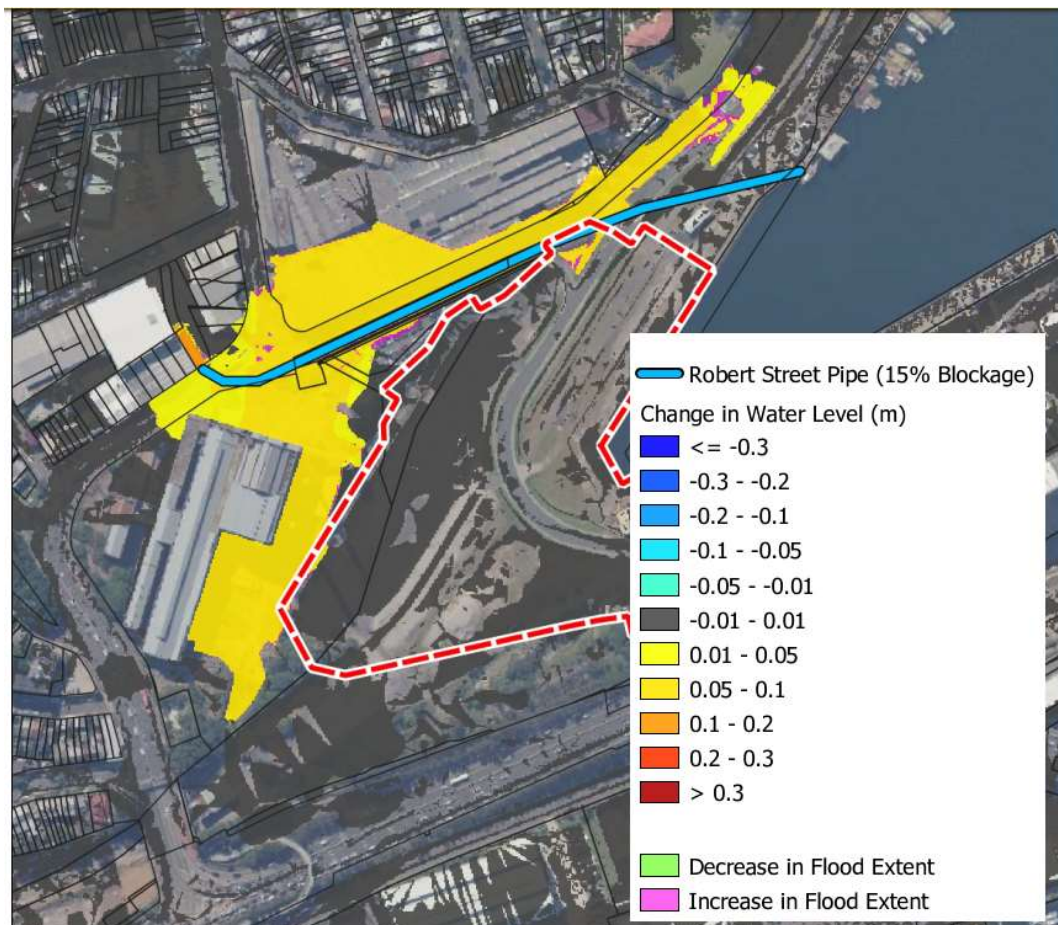 Robert Street Pipe (15% Blockage)
Change in Water Level (m)
<= -0.3
-0.3 - -0.2
-0.2 - -0.1
-0.1 - -0.05
-0.05 - -0.01
-0.01 - 0.01
0.01 - 0.05
0.05 - 0.1
0.1 - 0.2
0.2 - 0.3
> 0.3
Decrease in Flood Extent
Increase in Flood Extent